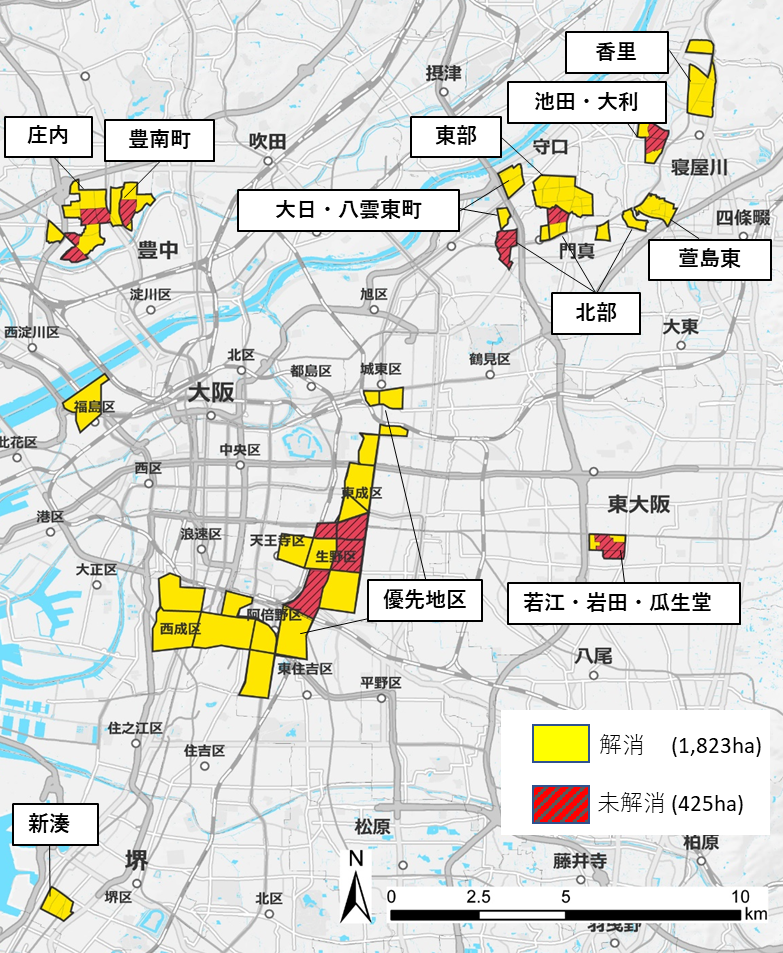 香里
摂津
池田・大利
庄内
豊南町
東部
守口
吹田
寝屋川
大日・八雲東町
四條畷
豊中
門真
萱島東
淀川区
旭区
北部
西淀川区
大東
北区
都島区
城東区
鶴見区
大阪
福島区
此花区
中央区
西区
東成区
東大阪
港区
浪速区
天王寺区
生野区
大正区
優先地区
若江・岩田・瓜生堂
阿倍野区
西成区
八尾
東住吉区
平野区
住之江区
住吉区
解消 (1,823ha)
未解消 (425ha)
新湊
松原
柏原
堺
藤井寺
N
堺区
北区
0 2.5 5 10
km
羽曳野